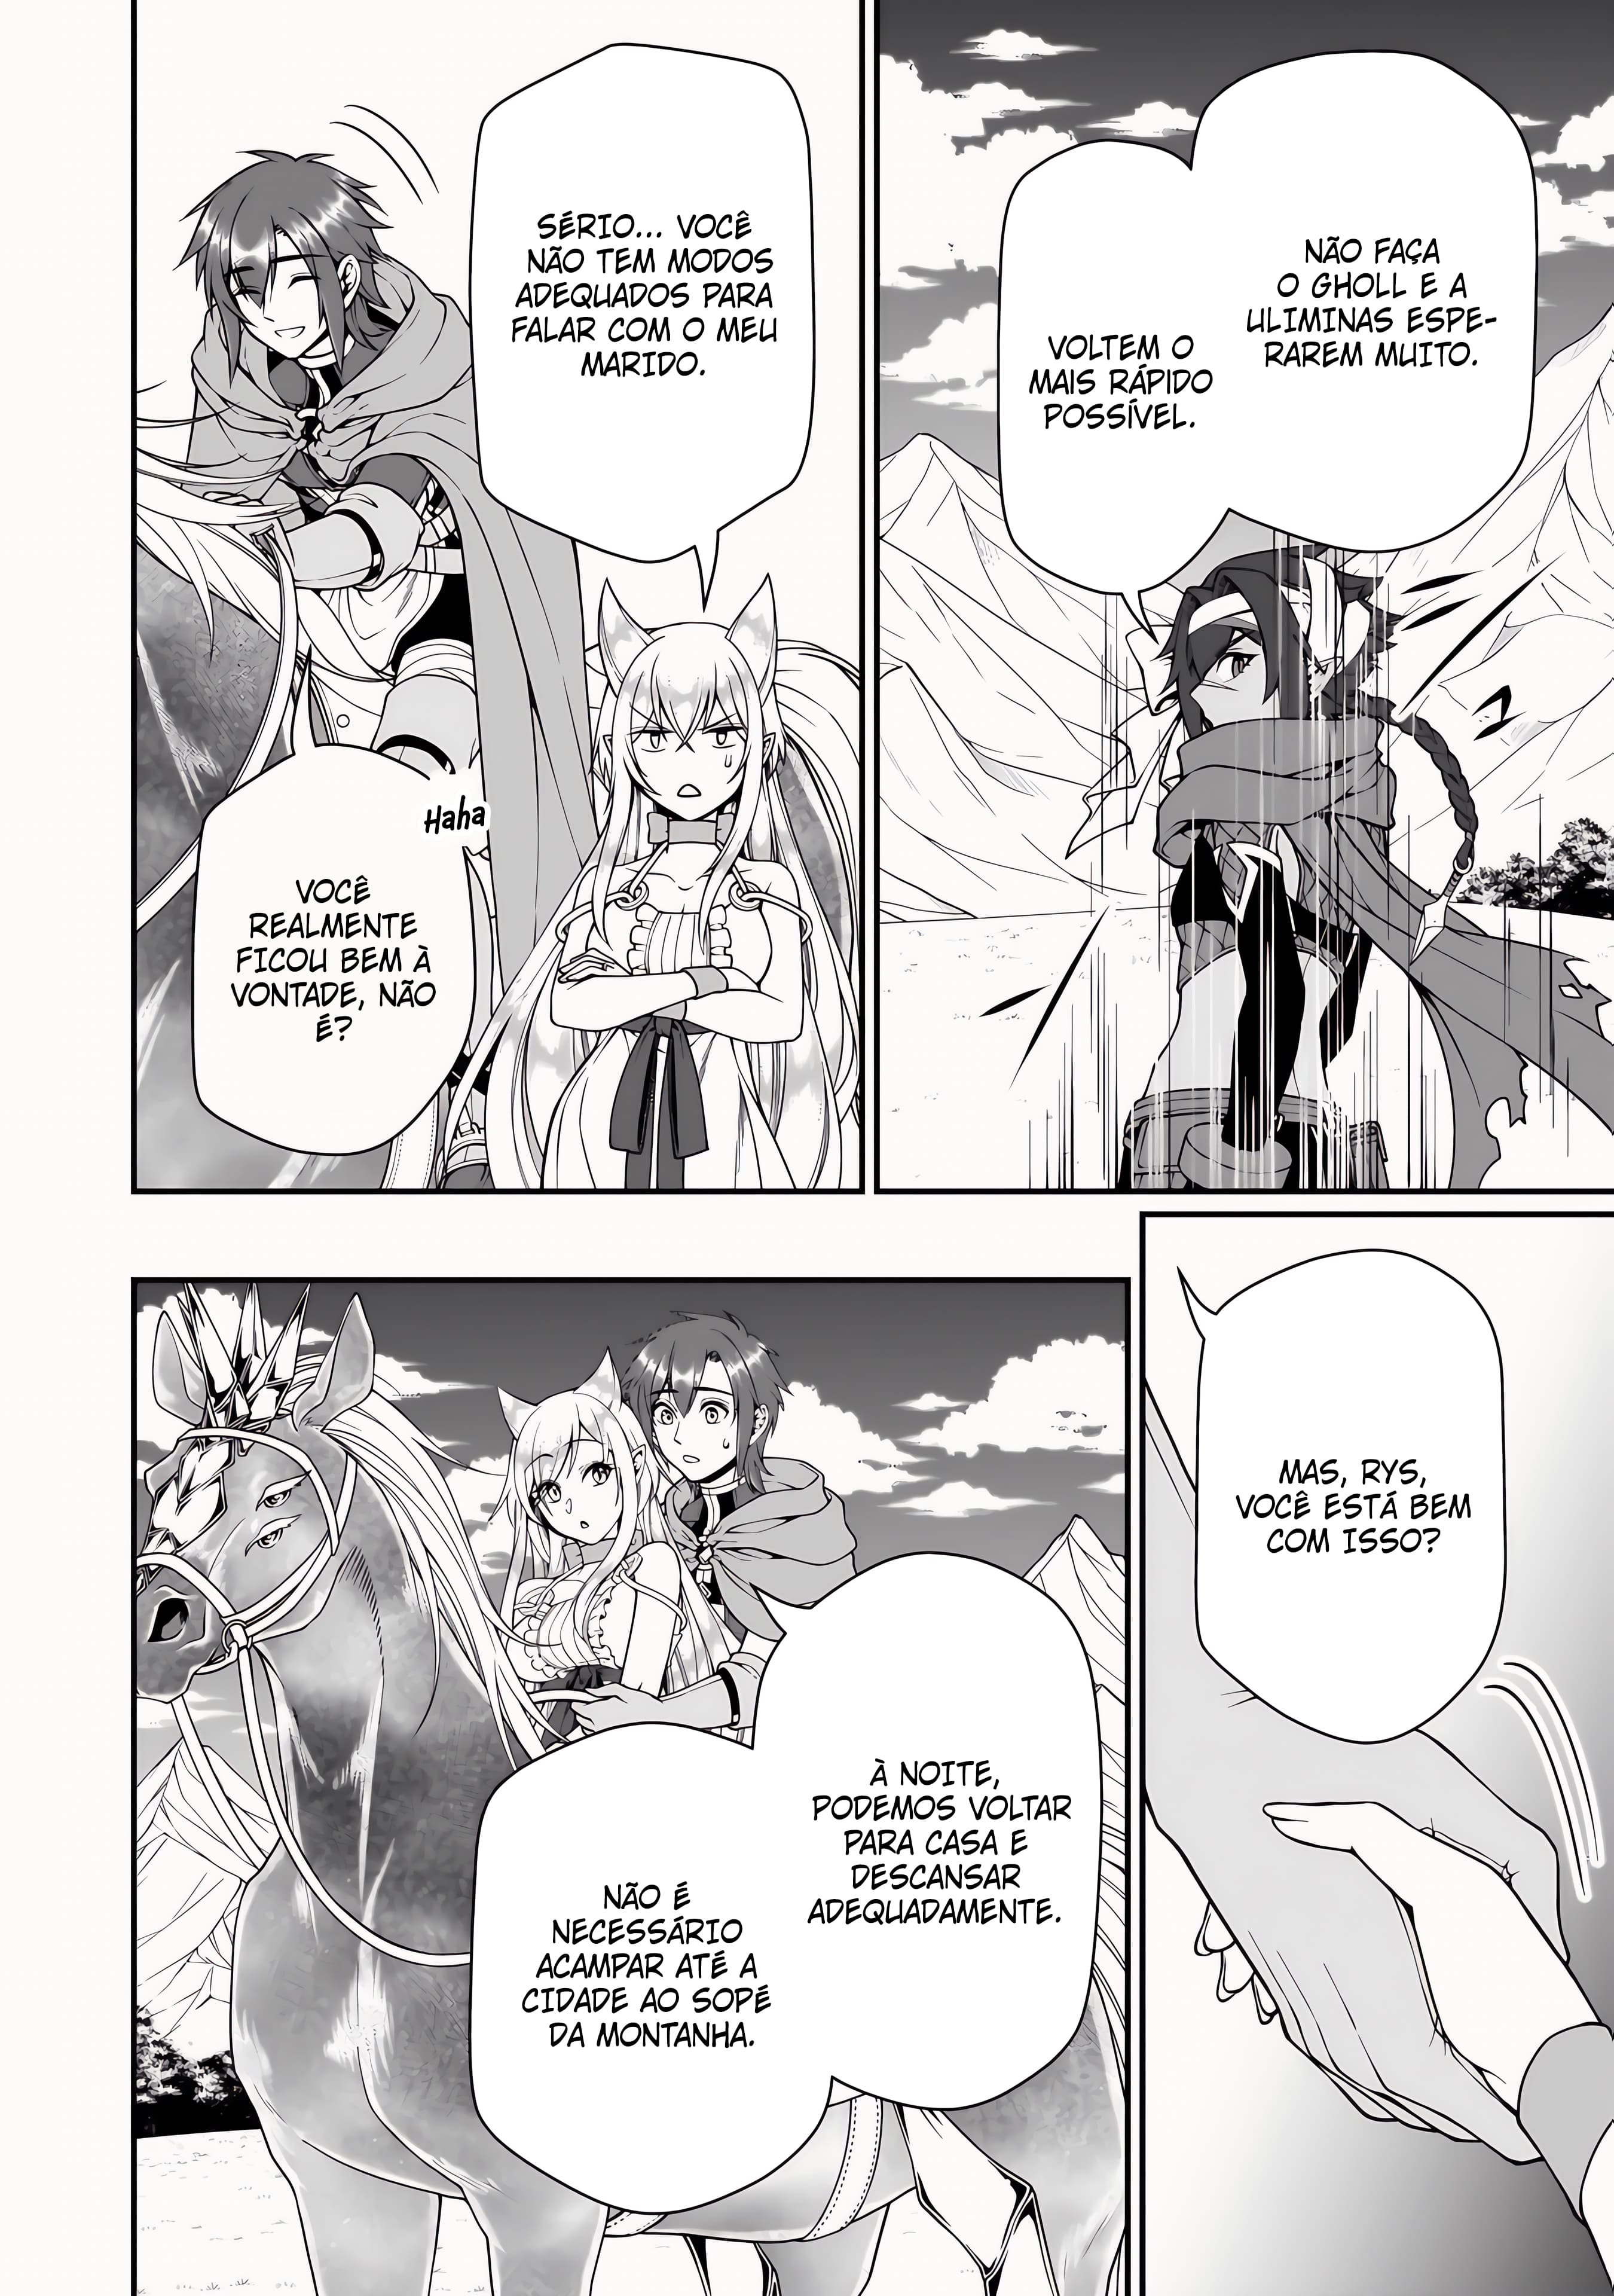 NÃO FAÇA
O GHOLL E A
ULIMINAS ESPE-
RAREM MUITO.
VOLTEM O
MAIS RÁPIDO
POSSÍVEL.
SÉRIO... VOCÊ
NÃO TEM MODOS
ADEQUADOS PARA
FALAR COM O MEU
MARIDO.
Haha
VOCÊ
REALMENTE
FICOU BEM À
VONTADE, NÃO
É?
MAS, RYS,
VOCÊ ESTÁ BEM
COM ISSO?
À NOITE,
PODEMOS VOLTAR
PARA CASA E
DESCANSAR
ADEQUADAMENTE.
NÃO É
NECESSÁRIO
ACAMPAR ATÉ A
CIDADE AO SOPÉ
DA MONTANHA.